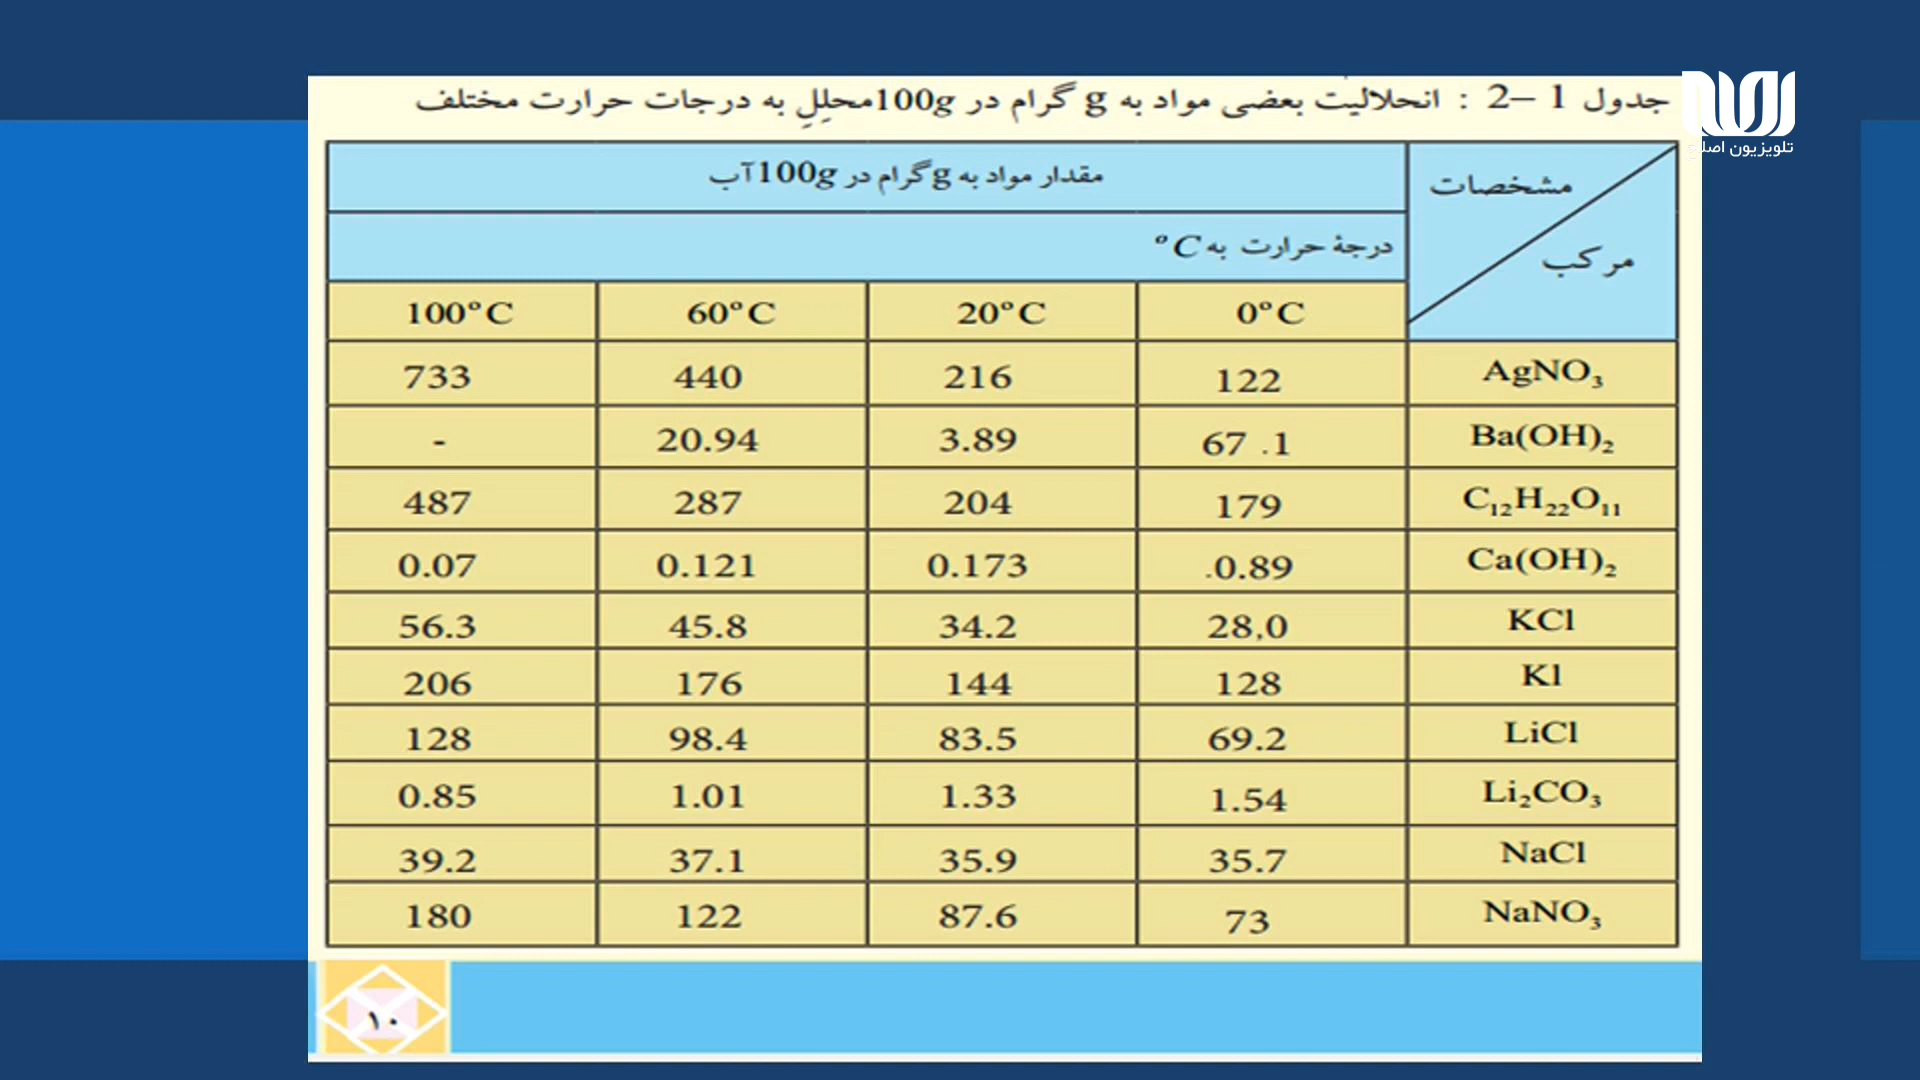 جدول 1 –2 : انحلالیت بعضی مواد به g گرام در 100g محلِلِ به درجات حرارت مختلف
تلویزیون اصلاح
مشخصات
مرکب
مقدار مواد به g گرام در 100g آب
درجهٔ حرارت به °C
0°C 20°C 60°C 100°C
AgNO₃ 122 216 440 733
Ba(OH)₂ 67 .1 3.89 20.94 -
C₁₂H₂₂O₁₁ 179 204 287 487
Ca(OH)₂ .0.89 0.173 0.121 0.07
KCl 28,0 34.2 45.8 56.3
Kl 128 144 176 206
LiCl 69.2 83.5 98.4 128
Li₂CO₃ 1.54 1.33 1.01 0.85
NaCl 35.7 35.9 37.1 39.2
NaNO₃ 73 87.6 122 180
۱۰